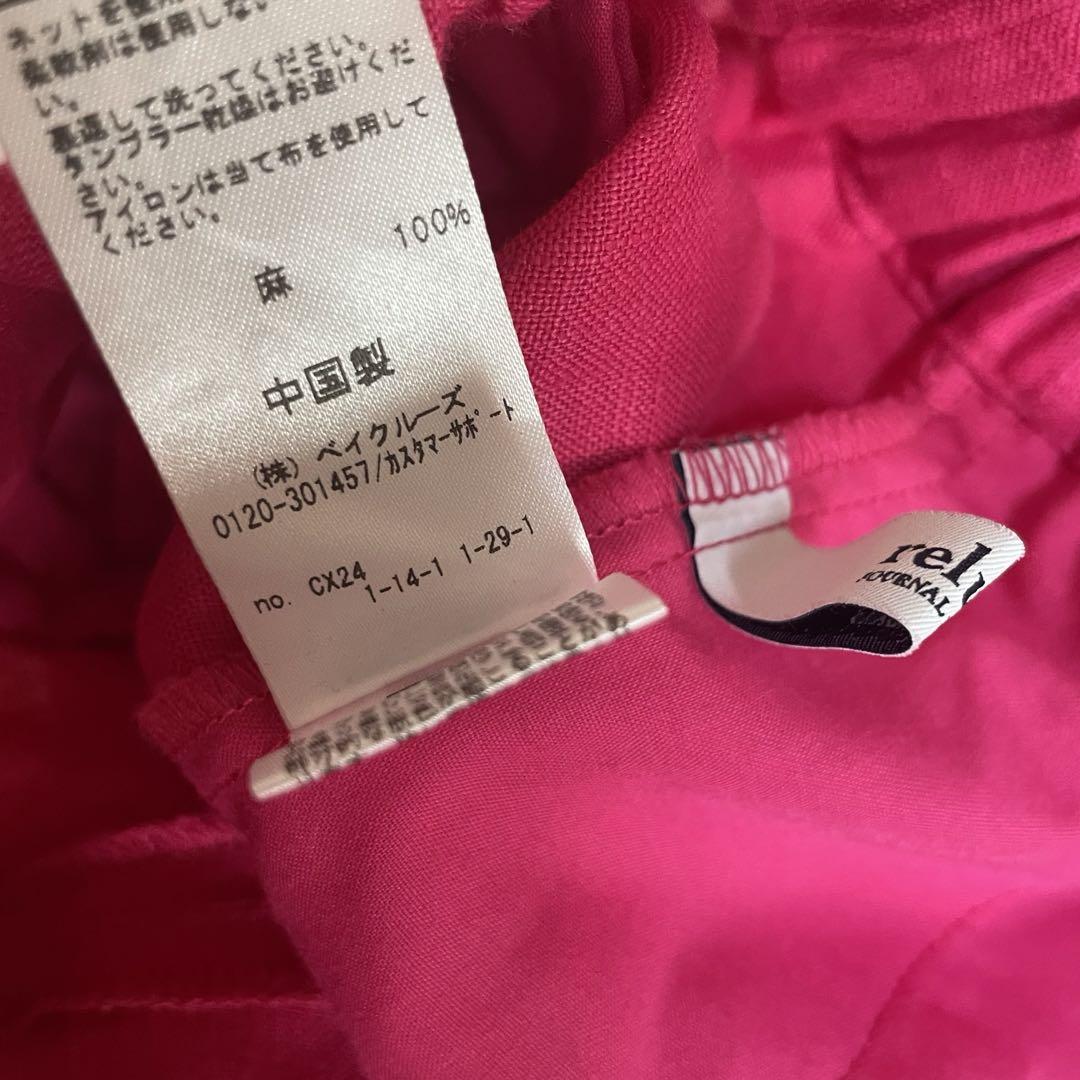 ネットを使用
柔軟剤は使用しない
い。
裏返して洗ってください。
タンブラー乾燥はお避けくだ
さい。
アイロンは当て布を使用して
ください。
麻 100%
中国製
(株) ベイクルーズ
0120-301457/カスタマーサポート
no. CX24
1-14-1 1-29-1
relu
JOURNAL